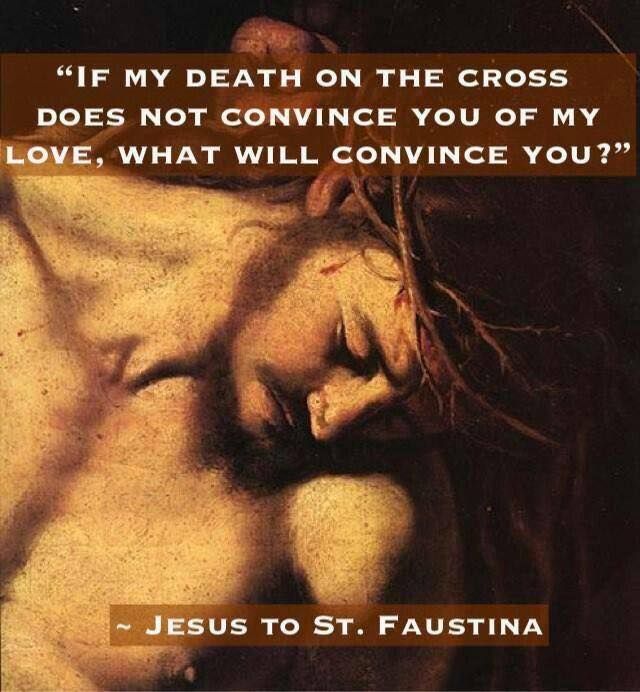 “IF MY DEATH ON THE CROSS
DOES NOT CONVINCE YOU OF MY
LOVE, WHAT WILL CONVINCE YOU?”
~ JESUS TO ST. FAUSTINA